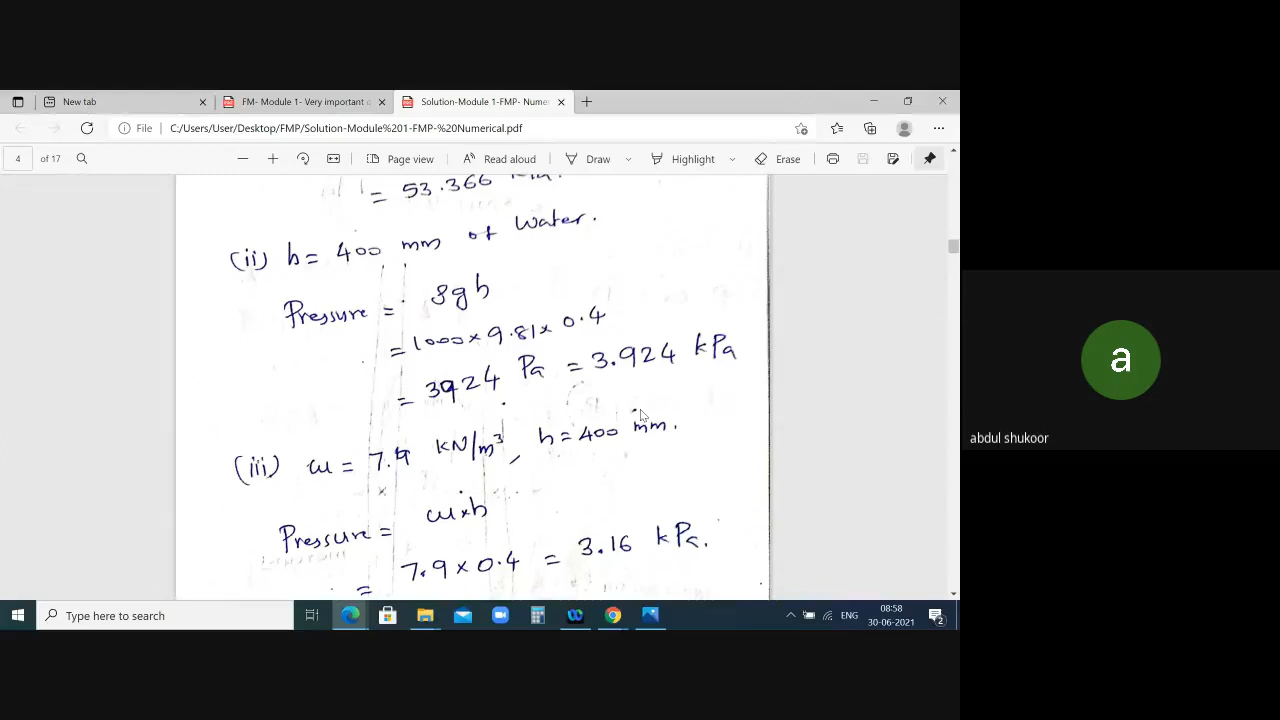 New tab
FM- Module 1- Very important o
Solution-Module 1-FMP- Numer
File
C:/Users/User/Desktop/FMP/Solution-Module%201-FMP-%20Numerical.pdf
4 of 17
Page view
Read aloud
Draw
Highlight
Erase
= 53.366
(ii) h = 400 mm of Water.
Pressure = ρgh
= 1000 × 9.81 × 0.4
= 3924 Pa = 3.924 kPa
(iii) ω = 7.9 KN/m³, h = 400 mm.
Pressure = ω×h
= 7.9 × 0.4 = 3.16 kPa.
a
abdul shukoor
Type here to search
ENG
08:58
30-06-2021
2